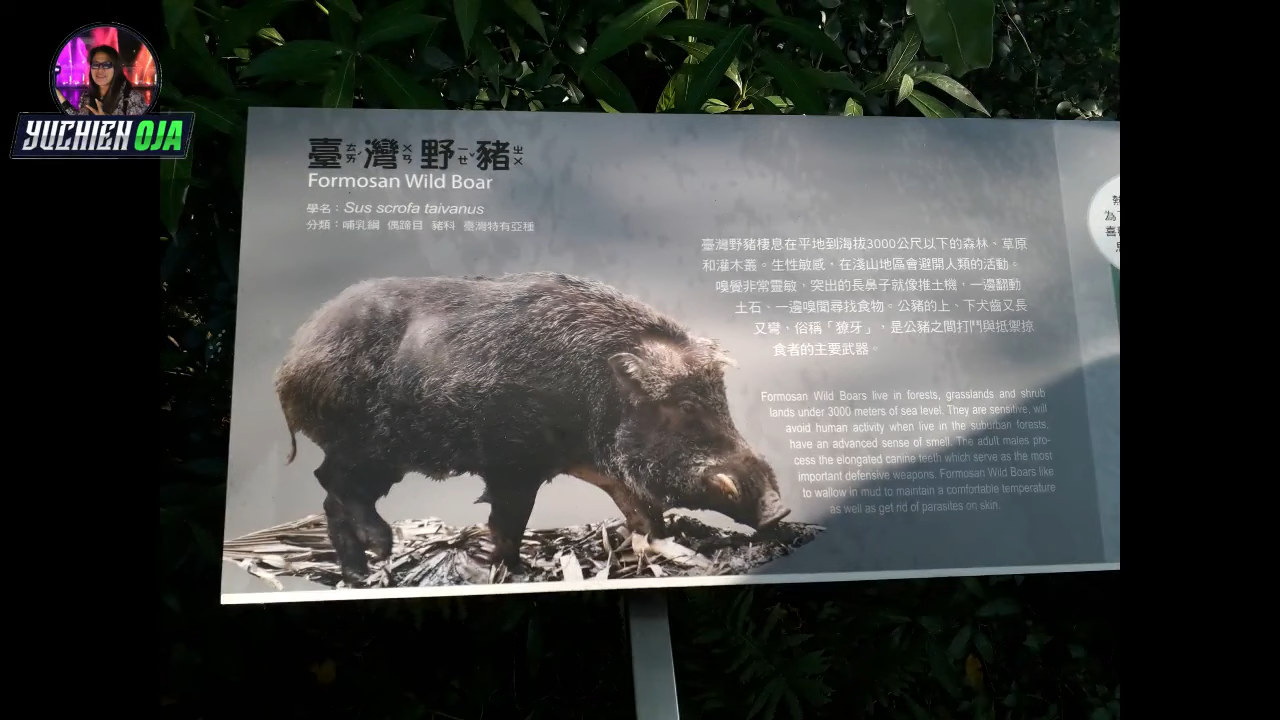 YUCHIEN OJA
臺灣野豬
ㄊㄞˊ ㄨㄢ ㄧㄝˇ ㄓㄨ
Formosan Wild Boar
學名：Sus scrofa taivanus
分類：哺乳綱 偶蹄目 豬科 臺灣特有亞種
臺灣野豬棲息在平地到海拔3000公尺以下的森林、草原
和灌木叢。生性敏感，在淺山地區會避開人類的活動。
嗅覺非常靈敏，突出的長鼻子就像推土機，一邊翻動
土石、一邊嗅聞尋找食物。公豬的上、下犬齒又長
又彎、俗稱「獠牙」，是公豬之間打鬥與抵禦掠
食者的主要武器。
Formosan Wild Boars live in forests, grasslands and shrub
lands under 3000 meters of sea level. They are sensitive, will
avoid human activity when live in the suburban forests,
have an advanced sense of smell. The adult males pro-
cess the elongated canine teeth which serve as the most
important defensive weapons. Formosan Wild Boars like
to wallow in mud to maintain a comfortable temperature
as well as get rid of parasites on skin.
為
喜